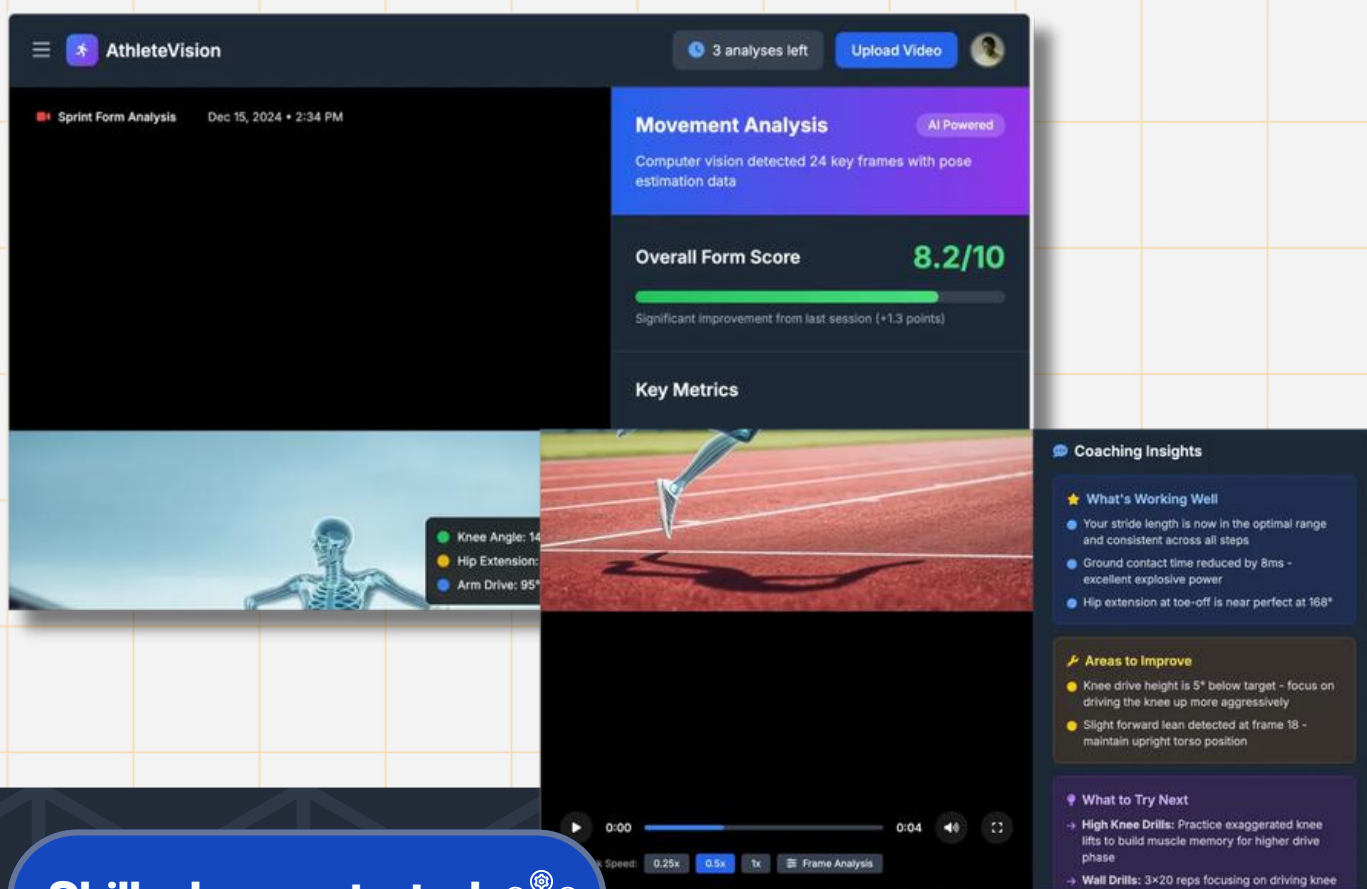 AthleteVision
3 analyses left
Upload Video
Sprint Form Analysis
Dec 15, 2024 • 2:34 PM
Movement Analysis
AI Powered
Computer vision detected 24 key frames with pose
estimation data
Overall Form Score
8.2/10
Significant improvement from last session (+1.3 points)
Key Metrics
Knee Angle: 14
Hip Extension:
Arm Drive: 95°
Coaching Insights
What's Working Well
Your stride length is now in the optimal range
and consistent across all steps
Ground contact time reduced by 8ms -
excellent explosive power
Hip extension at toe-off is near perfect at 168°
Areas to Improve
Knee drive height is 5° below target - focus on
driving the knee up more aggressively
Slight forward lean detected at frame 18 -
maintain upright torso position
What to Try Next
→ High Knee Drills: Practice exaggerated knee
lifts to build muscle memory for higher drive
phase
→ Wall Drills: 3×20 reps focusing on driving knee
0:00
0:04
Speed:
0.25x
0.5x
1x
Frame Analysis